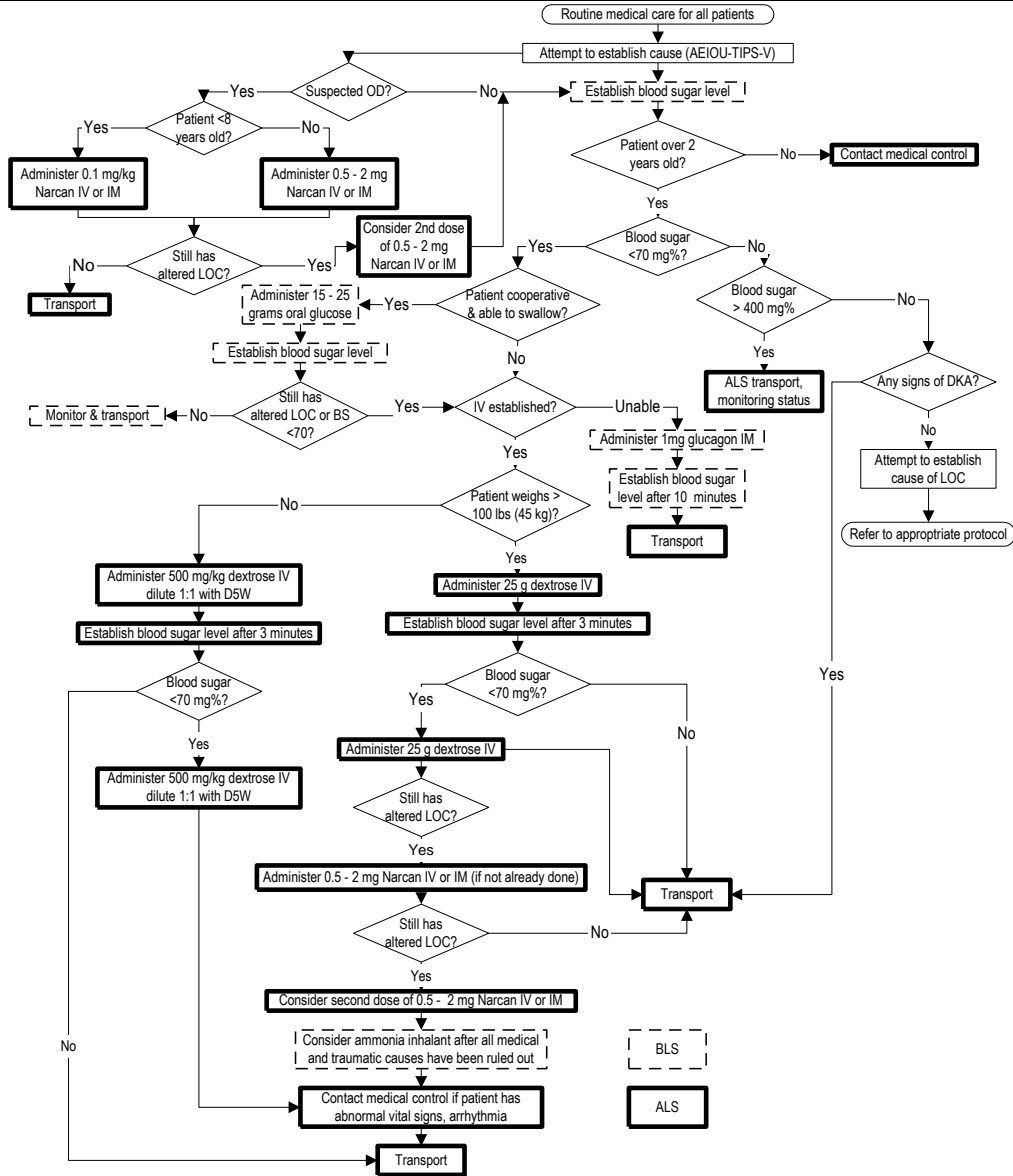 Routine medical care for all patients
Attempt to establish cause (AEIOU-TIPS-V)
Suspected OD?
Yes
No
Establish blood sugar level
Patient <8
years old?
Yes
No
Patient over 2
years old?
No
Contact medical control
Administer 0.1 mg/kg
Narcan IV or IM
Administer 0.5 - 2 mg
Narcan IV or IM
Yes
Still has
altered LOC?
No
Yes
Consider 2nd dose
of 0.5 - 2 mg
Narcan IV or IM
Transport
Blood sugar
<70 mg%?
Yes
No
Blood sugar
> 400 mg%
No
Yes
ALS transport,
monitoring status
Any signs of DKA?
No
Attempt to establish
cause of LOC
Refer to approptriate protocol
Yes
Patient cooperative
& able to swallow?
Yes
No
Administer 15 - 25
grams oral glucose
Establish blood sugar level
Still has
altered LOC or BS
<70?
No
Monitor & transport
Yes
IV established?
Unable
Administer 1mg glucagon IM
Establish blood sugar
level after 10 minutes
Transport
Yes
Patient weighs >
100 lbs (45 kg)?
No
Yes
Administer 500 mg/kg dextrose IV
dilute 1:1 with D5W
Establish blood sugar level after 3 minutes
Blood sugar
<70 mg%?
Yes
Administer 500 mg/kg dextrose IV
dilute 1:1 with D5W
No
Administer 25 g dextrose IV
Establish blood sugar level after 3 minutes
Blood sugar
<70 mg%?
Yes
No
Administer 25 g dextrose IV
Still has
altered LOC?
Yes
Administer 0.5 - 2 mg Narcan IV or IM (if not already done)
Transport
Still has
altered LOC?
No
Yes
Consider second dose of 0.5 - 2 mg Narcan IV or IM
Consider ammonia inhalant after all medical
and traumatic causes have been ruled out
Contact medical control if patient has
abnormal vital signs, arrhythmia
Transport
BLS
ALS